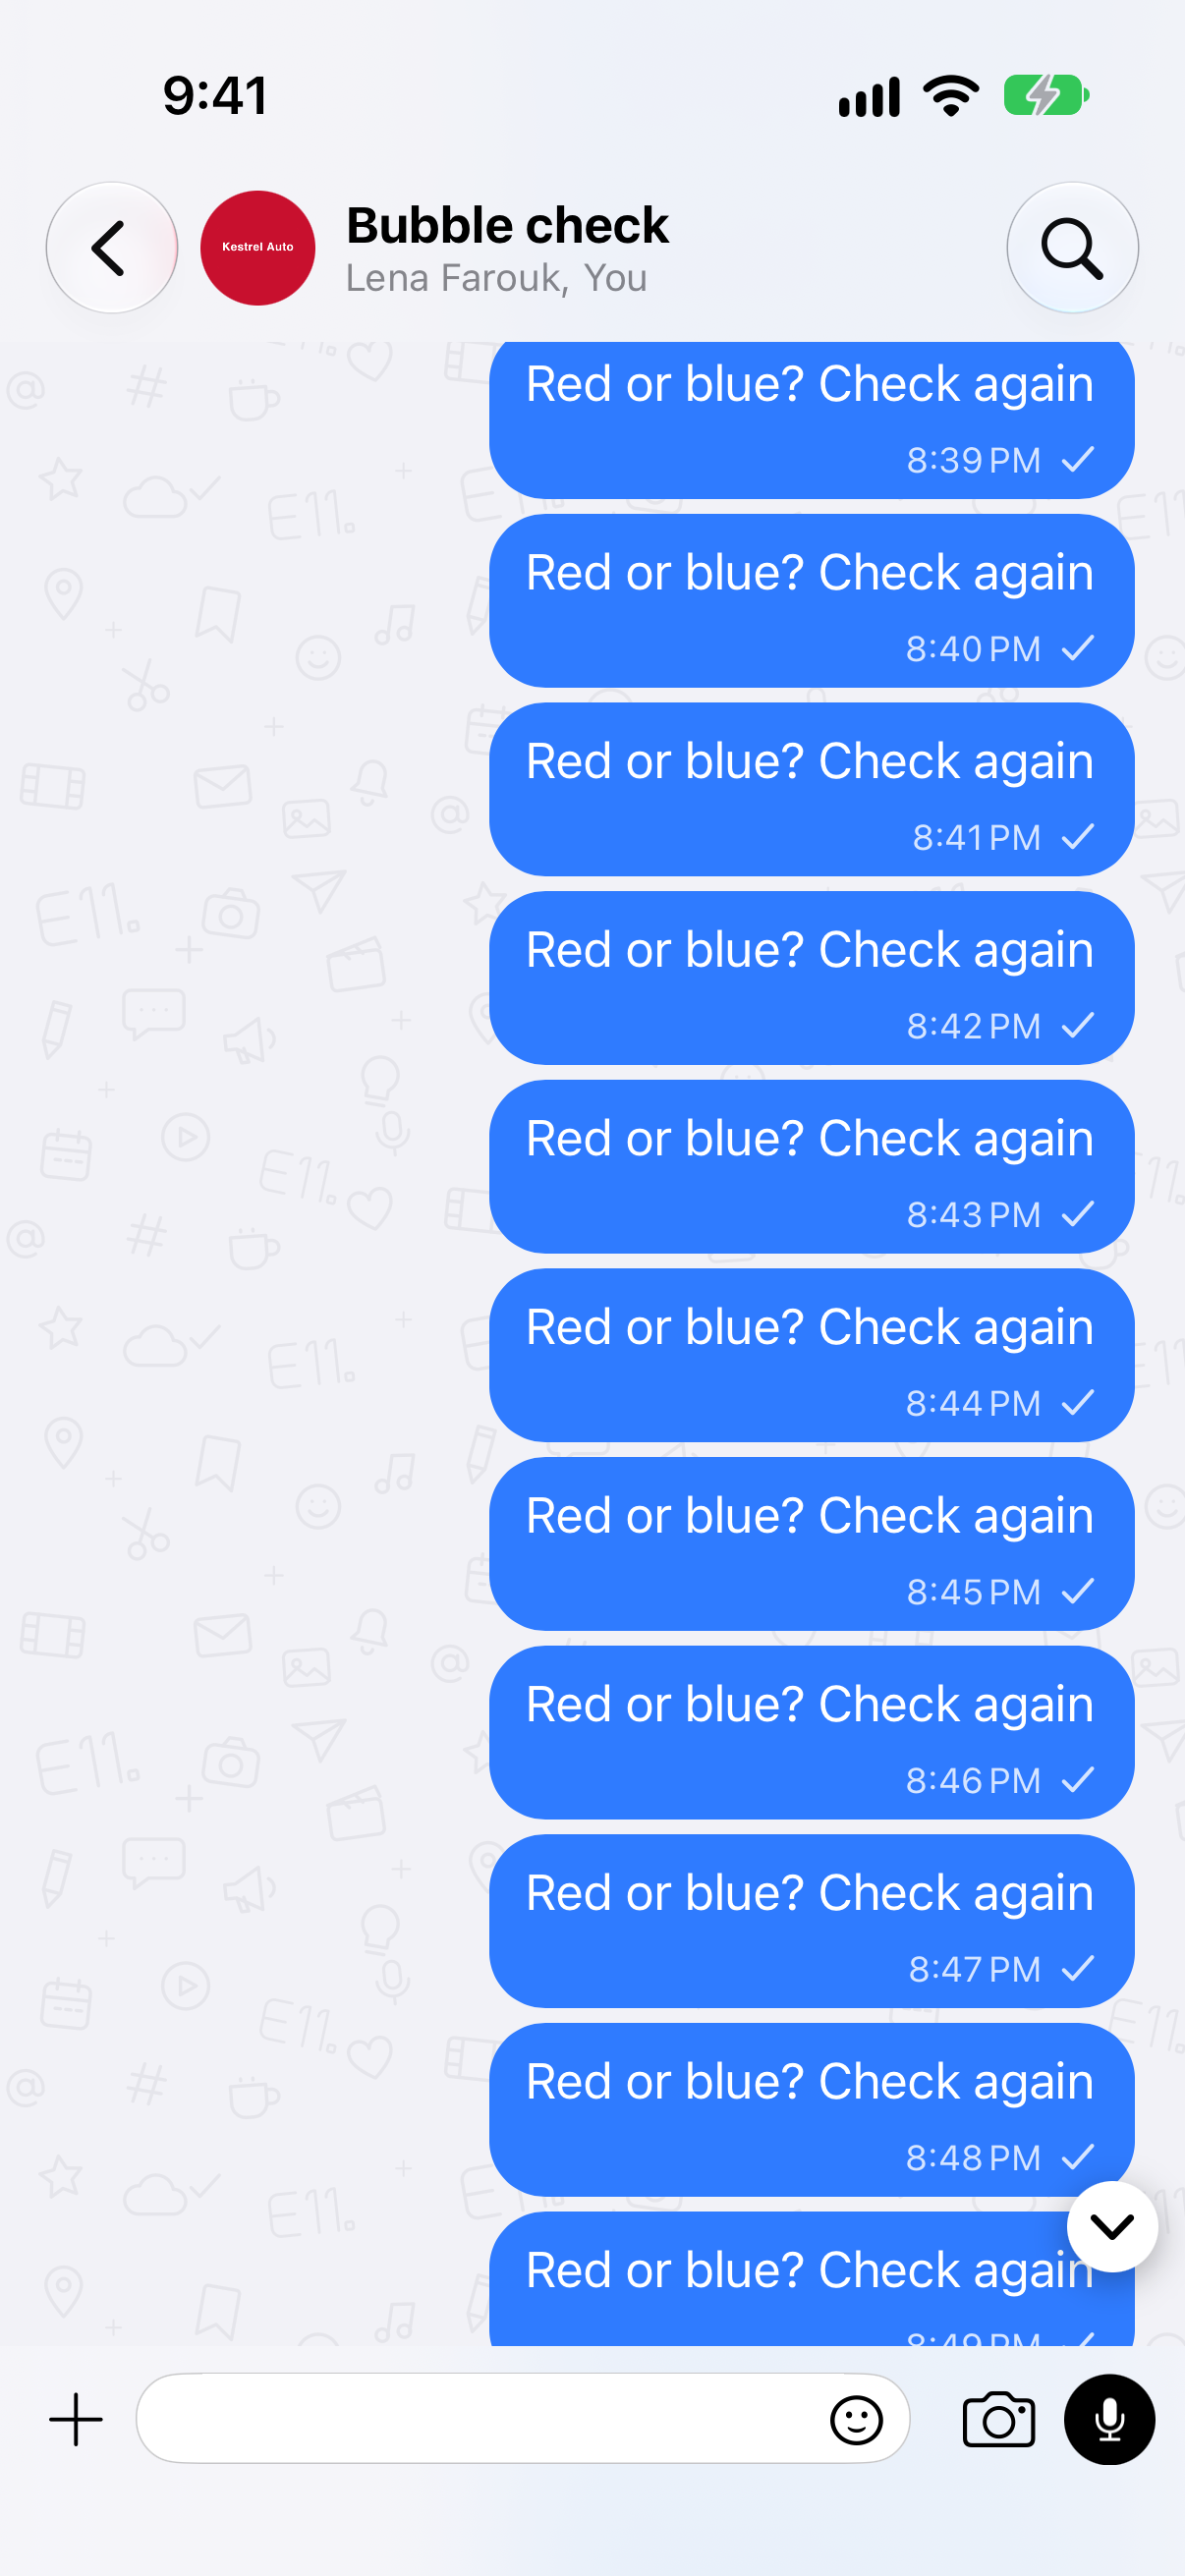 9:41
Kestrel Auto
Bubble check
Lena Farouk, You
Red or blue? Check again
8:39 PM
Red or blue? Check again
8:40 PM
Red or blue? Check again
8:41 PM
Red or blue? Check again
8:42 PM
Red or blue? Check again
8:43 PM
Red or blue? Check again
8:44 PM
Red or blue? Check again
8:45 PM
Red or blue? Check again
8:46 PM
Red or blue? Check again
8:47 PM
Red or blue? Check again
8:48 PM
Red or blue? Check again
8:49 PM